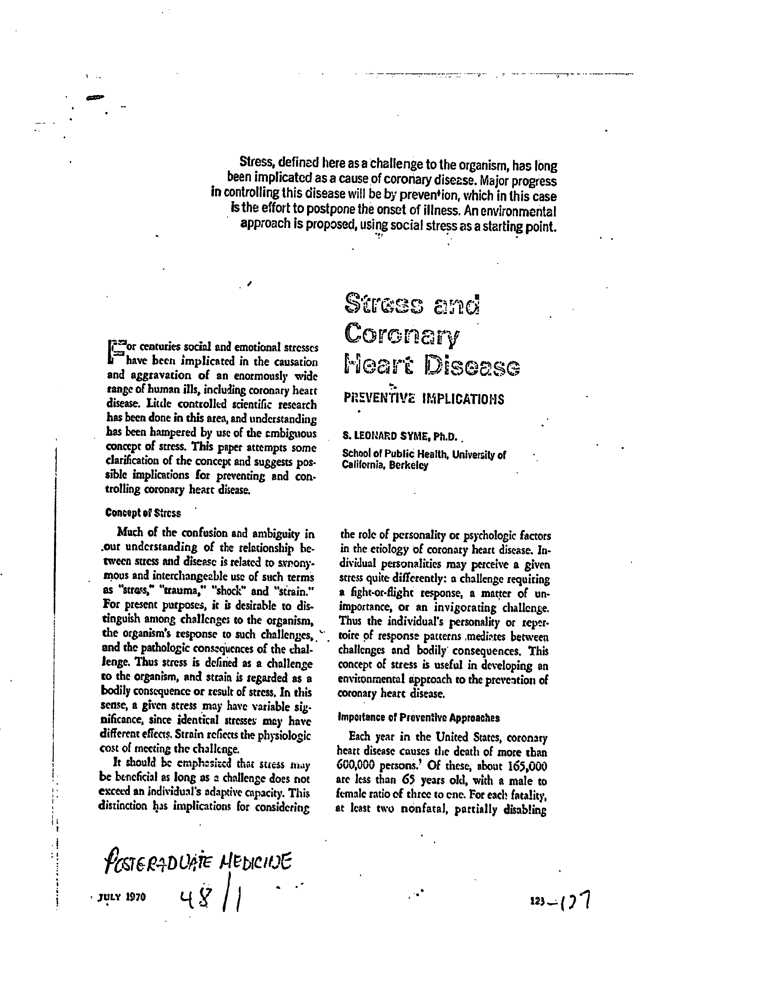 Stress, defined here as a challenge to the organism, has long
been implicated as a cause of coronary disease. Major progress
in controlling this disease will be by prevention, which in this case
is the effort to postpone the onset of illness. An environmental
approach is proposed, using social stress as a starting point.
Stress and
Coronary
Heart Disease
PREVENTIVE IMPLICATIONS
S. LEONARD SYME, Ph.D.
School of Public Health, University of
California, Berkeley
For centuries social and emotional stresses
have been implicated in the causation
and aggravation of an enormously wide
range of human ills, including coronary heart
disease. Little controlled scientific research
has been done in this area, and understanding
has been hampered by use of the ambiguous
concept of stress. This paper attempts some
clarification of the concept and suggests pos-
sible implications for preventing and con-
trolling coronary heart disease.
Concept of Stress
Much of the confusion and ambiguity in
our understanding of the relationship be-
tween stress and disease is related to synony-
mous and interchangeable use of such terms
as "stress," "trauma," "shock" and "strain."
For present purposes, it is desirable to dis-
tinguish among challenges to the organism,
the organism's response to such challenges,
and the pathologic consequences of the chal-
lenge. Thus stress is defined as a challenge
to the organism, and strain is regarded as a
bodily consequence or result of stress. In this
sense, a given stress may have variable sig-
nificance, since identical stresses may have
different effects. Strain reflects the physiologic
cost of meeting the challenge.
It should be emphasized that stress may
be beneficial as long as a challenge does not
exceed an individual's adaptive capacity. This
distinction has implications for considering
the role of personality or psychologic factors
in the etiology of coronary heart disease. In-
dividual personalities may perceive a given
stress quite differently: a challenge requiring
a fight-or-flight response, a matter of un-
importance, or an invigorating challenge.
Thus the individual's personality or reper-
toire of response patterns mediates between
challenges and bodily consequences. This
concept of stress is useful in developing an
environmental approach to the prevention of
coronary heart disease.
Importance of Preventive Approaches
Each year in the United States, coronary
heart disease causes the death of more than
600,000 persons.¹ Of these, about 165,000
are less than 65 years old, with a male to
female ratio of three to one. For each fatality,
at least two nonfatal, partially disabling
POSTGRADUATE MEDICINE
JULY 1970 48/1 123-127